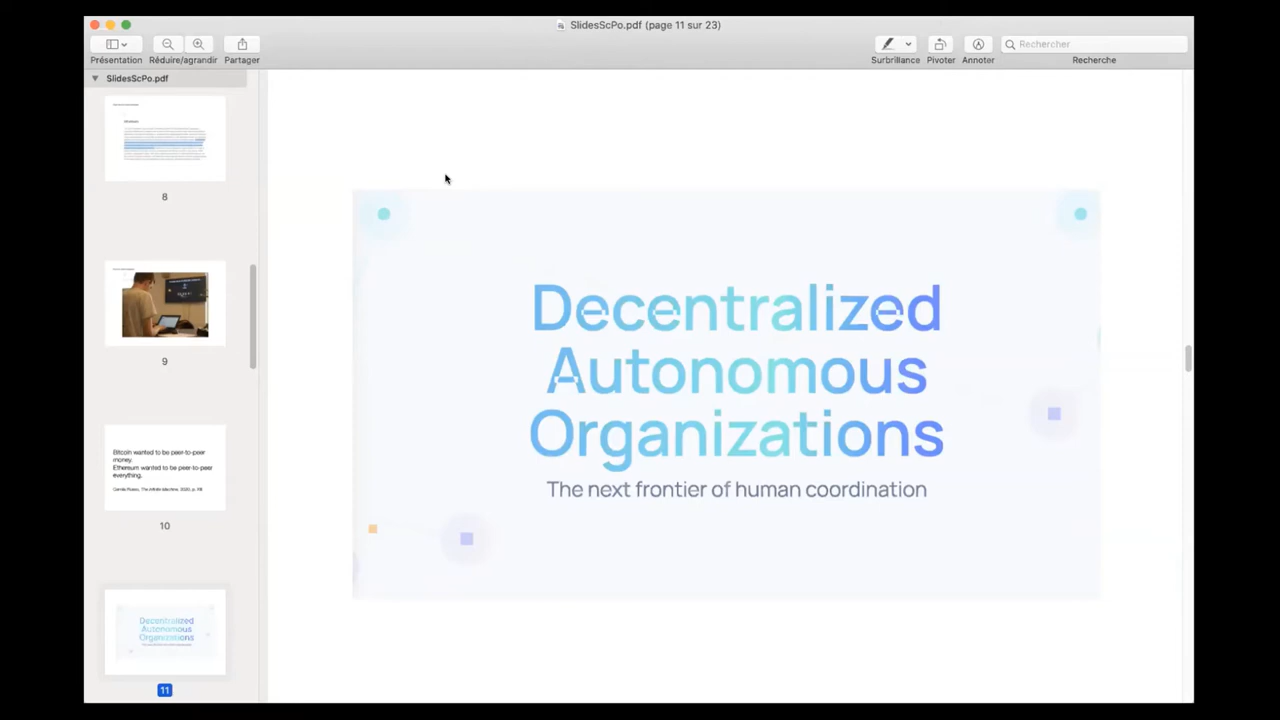 SlidesScPo.pdf (page 11 sur 23)
Présentation
Réduire/agrandir
Partager
Surbrillance
Pivoter
Annoter
Rechercher
Recherche
SlidesScPo.pdf
8
9
Bitcoin wanted to be peer-to-peer
money.
Ethereum wanted to be peer-to-peer
everything.
10
Decentralized
Autonomous
Organizations
11
Decentralized
Autonomous
Organizations
The next frontier of human coordination